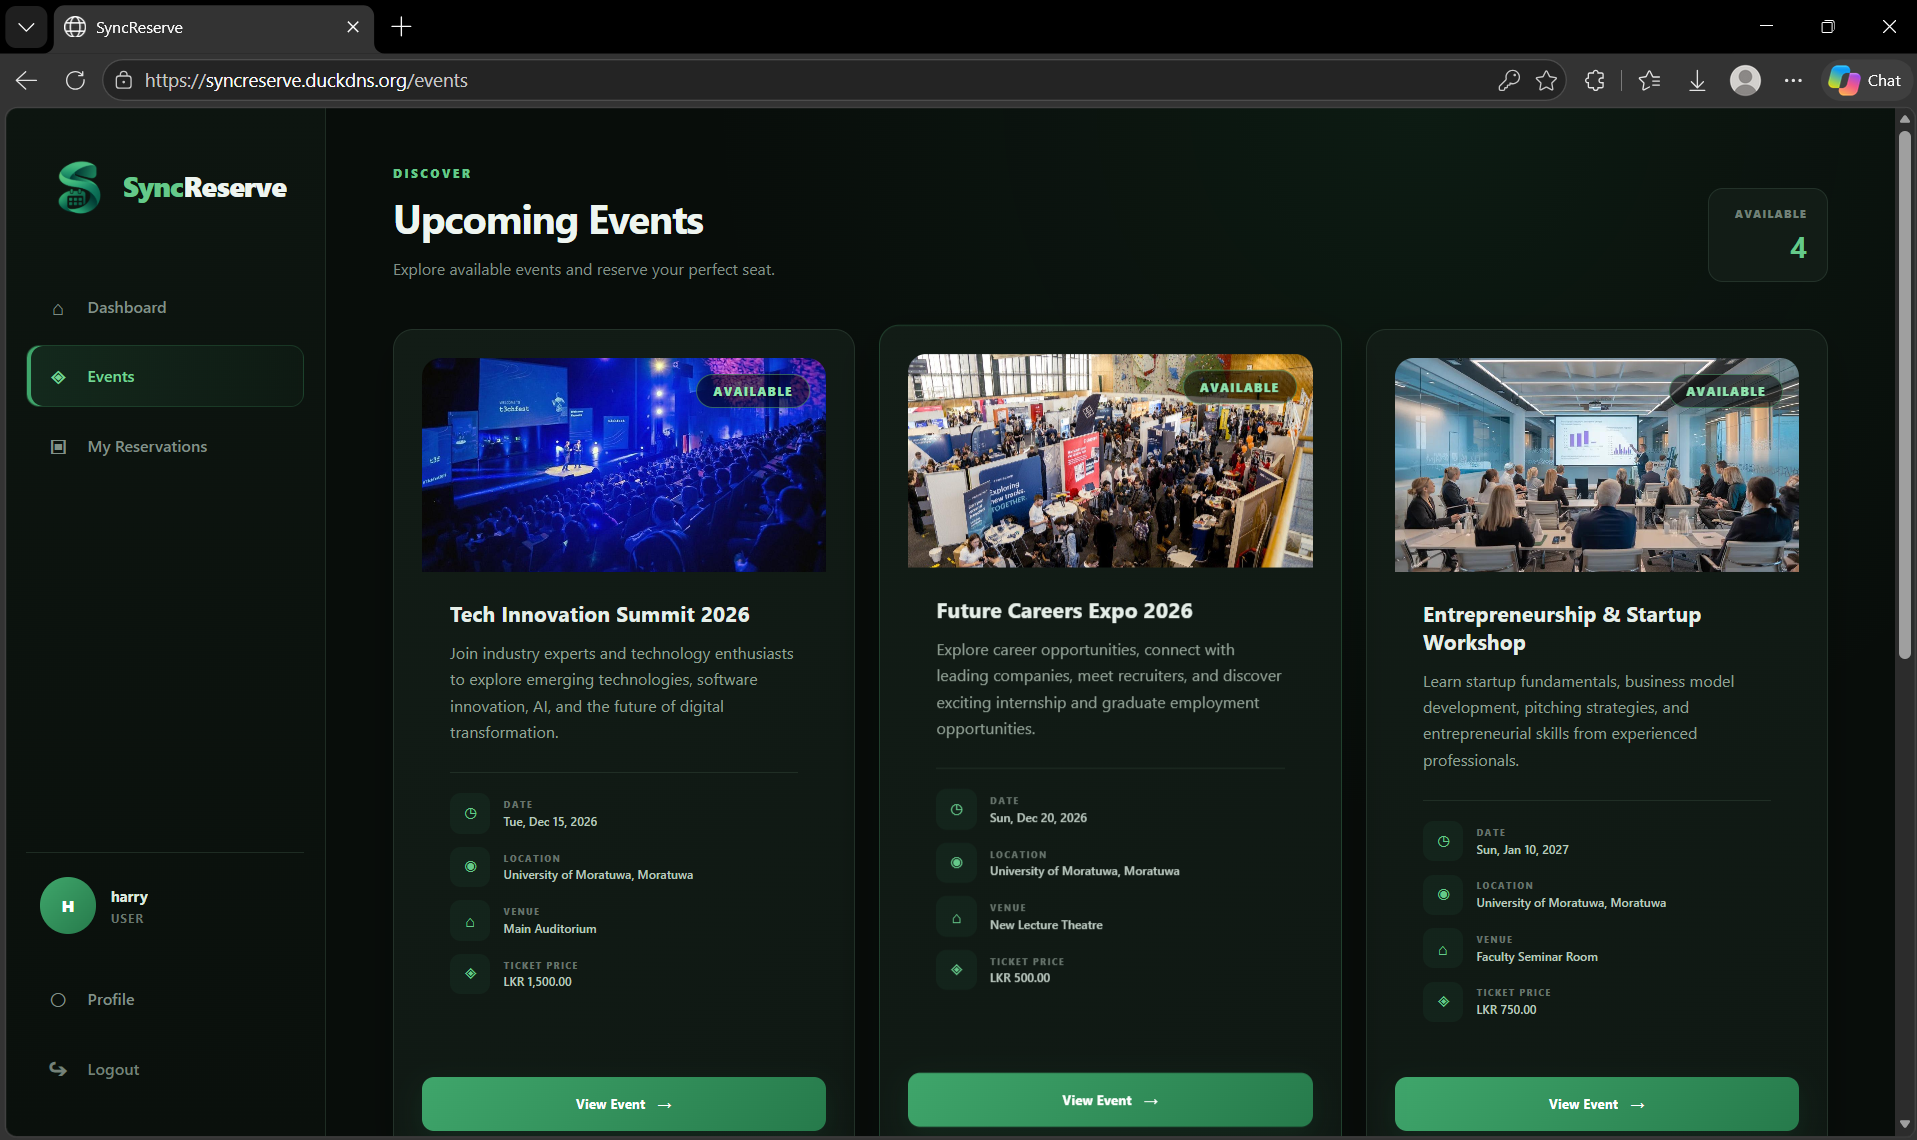 SyncReserve
https://syncreserve.duckdns.org/events
Chat
SyncReserve
Dashboard
Events
My Reservations
harry
H
USER
Profile
Logout
DISCOVER
Upcoming Events
Explore available events and reserve your perfect seat.
AVAILABLE
4
WELCOME TO
t3chfest
AVAILABLE
Tech Innovation Summit 2026
Join industry experts and technology enthusiasts
to explore emerging technologies, software
innovation, AI, and the future of digital
transformation.
DATE
Tue, Dec 15, 2026
LOCATION
University of Moratuwa, Moratuwa
VENUE
Main Auditorium
TICKET PRICE
LKR 1,500.00
View Event →
AVAILABLE
Exploring
new tracks.
TOGETHER.
Future Careers Expo 2026
Explore career opportunities, connect with
leading companies, meet recruiters, and discover
exciting internship and graduate employment
opportunities.
DATE
Sun, Dec 20, 2026
LOCATION
University of Moratuwa, Moratuwa
VENUE
New Lecture Theatre
TICKET PRICE
LKR 500.00
View Event →
AVAILABLE
Entrepreneurship & Startup
Workshop
Learn startup fundamentals, business model
development, pitching strategies, and
entrepreneurial skills from experienced
professionals.
DATE
Sun, Jan 10, 2027
LOCATION
University of Moratuwa, Moratuwa
VENUE
Faculty Seminar Room
TICKET PRICE
LKR 750.00
View Event →